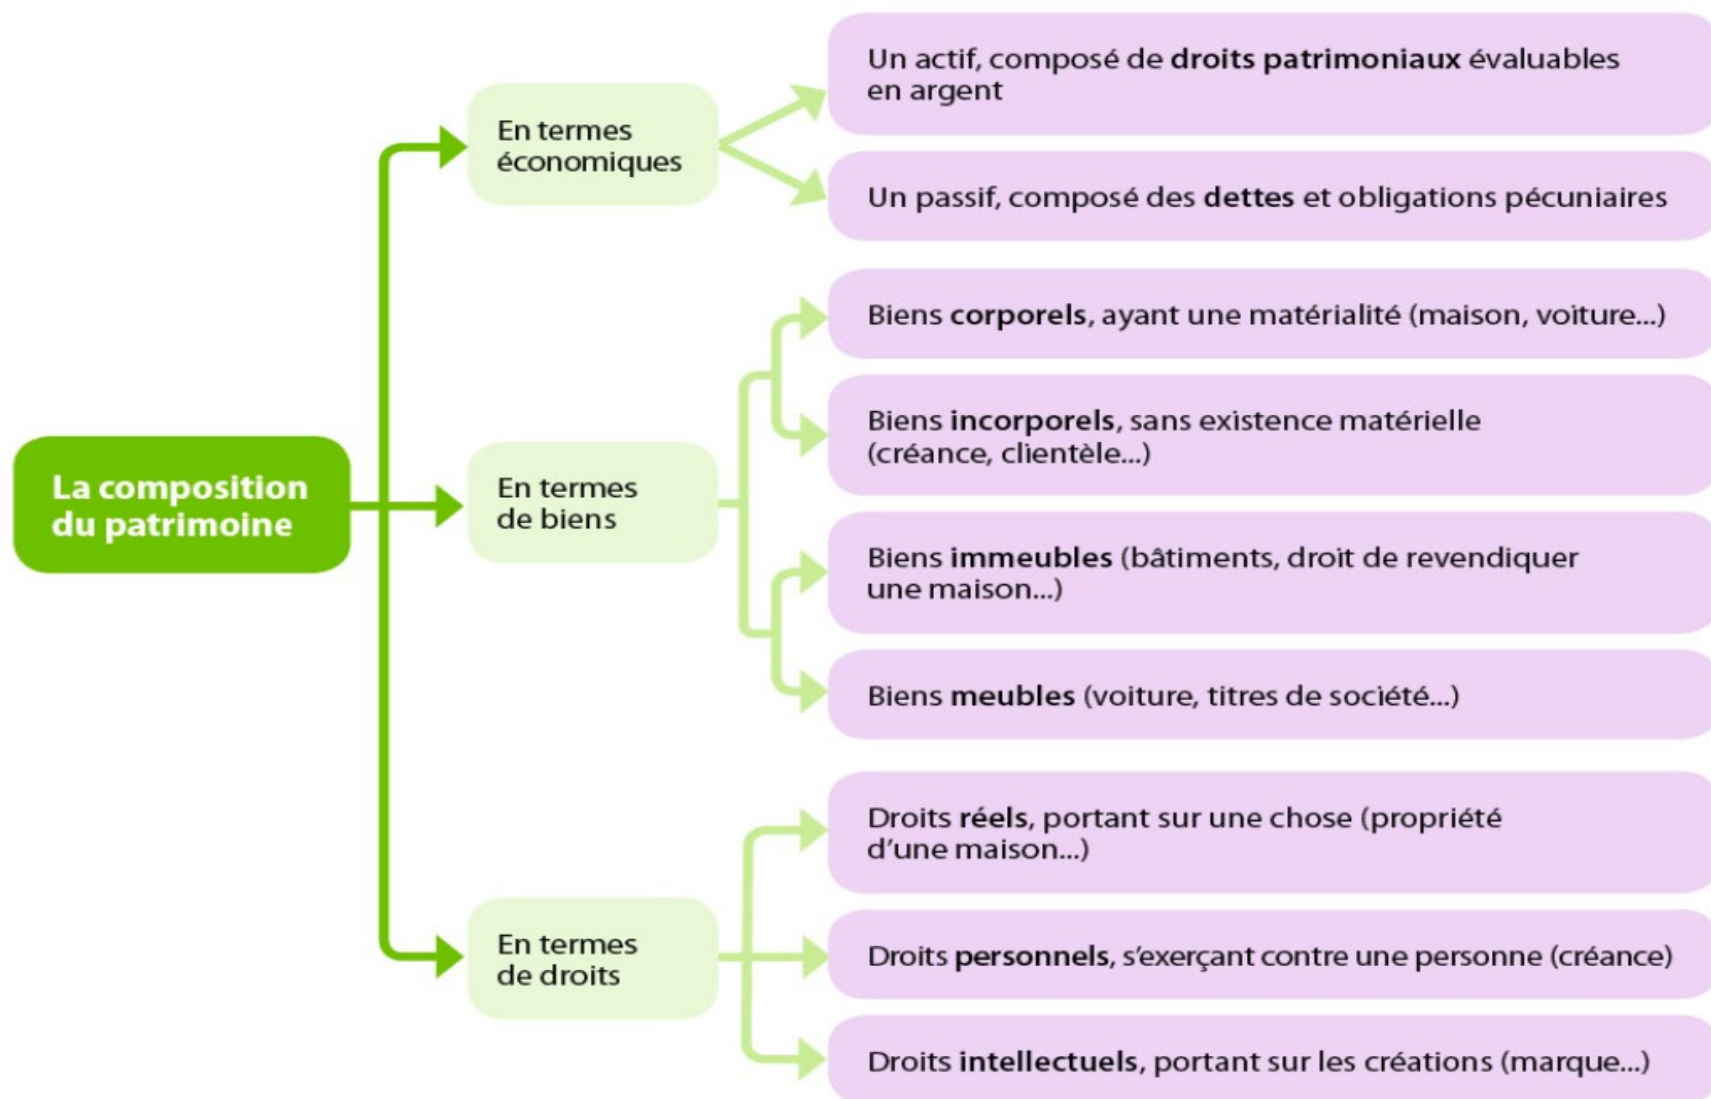 La composition
du patrimoine
En termes
économiques
Un actif, composé de droits patrimoniaux évaluables
en argent
Un passif, composé des dettes et obligations pécuniaires
En termes
de biens
Biens corporels, ayant une matérialité (maison, voiture...)
Biens incorporels, sans existence matérielle
(créance, clientèle...)
Biens immeubles (bâtiments, droit de revendiquer
une maison...)
Biens meubles (voiture, titres de société...)
En termes
de droits
Droits réels, portant sur une chose (propriété
d’une maison...)
Droits personnels, s’exerçant contre une personne (créance)
Droits intellectuels, portant sur les créations (marque...)